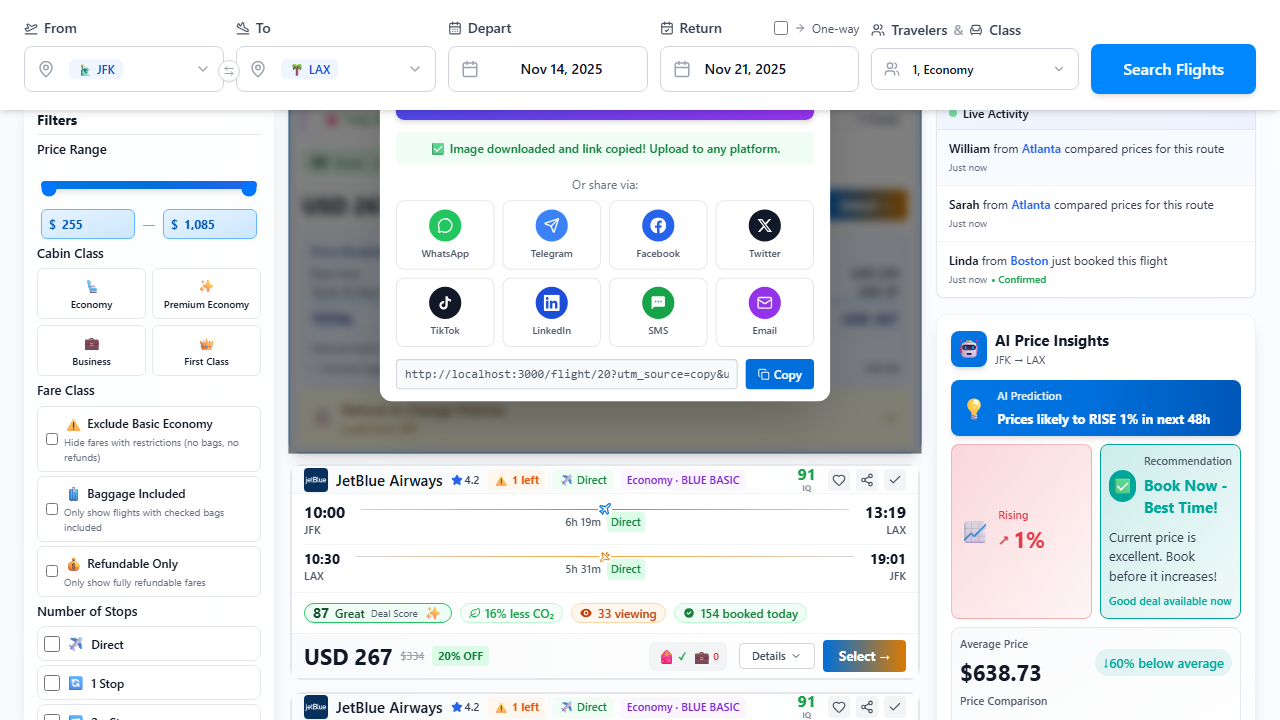 From
To
Depart
Return
One-way
Travelers & Class
JFK
LAX
Nov 14, 2025
Nov 21, 2025
1, Economy
Search Flights
Filters
Price Range
$ 255
—
$ 1,085
Cabin Class
Economy
Premium Economy
Business
First Class
Fare Class
Exclude Basic Economy
Hide fares with restrictions (no bags, no
refunds)
Baggage Included
Only show flights with checked bags
included
Refundable Only
Only show fully refundable fares
Number of Stops
Direct
1 Stop
Image downloaded and link copied! Upload to any platform.
Or share via:
WhatsApp
Telegram
Facebook
Twitter
TikTok
LinkedIn
SMS
Email
http://localhost:3000/flight/20?utm_source=copy&u
Copy
JetBlue Airways
4.2
1 left
Direct
Economy · BLUE BASIC
91
IQ
10:00
JFK
6h 19m
Direct
13:19
LAX
10:30
LAX
5h 31m
Direct
19:01
JFK
87 Great Deal Score
16% less CO₂
33 viewing
154 booked today
USD 267
$334
20% OFF
✓
0
Details
Select →
JetBlue Airways
4.2
1 left
Direct
Economy · BLUE BASIC
91
IQ
Live Activity
William from Atlanta compared prices for this route
Just now
Sarah from Atlanta compared prices for this route
Just now
Linda from Boston just booked this flight
Just now • Confirmed
AI Price Insights
JFK → LAX
AI Prediction
Prices likely to RISE 1% in next 48h
Rising
↗ 1%
Recommendation
Book Now -
Best Time!
Current price is
excellent. Book
before it increases!
Good deal available now
Average Price
$638.73
↓60% below average
Price Comparison